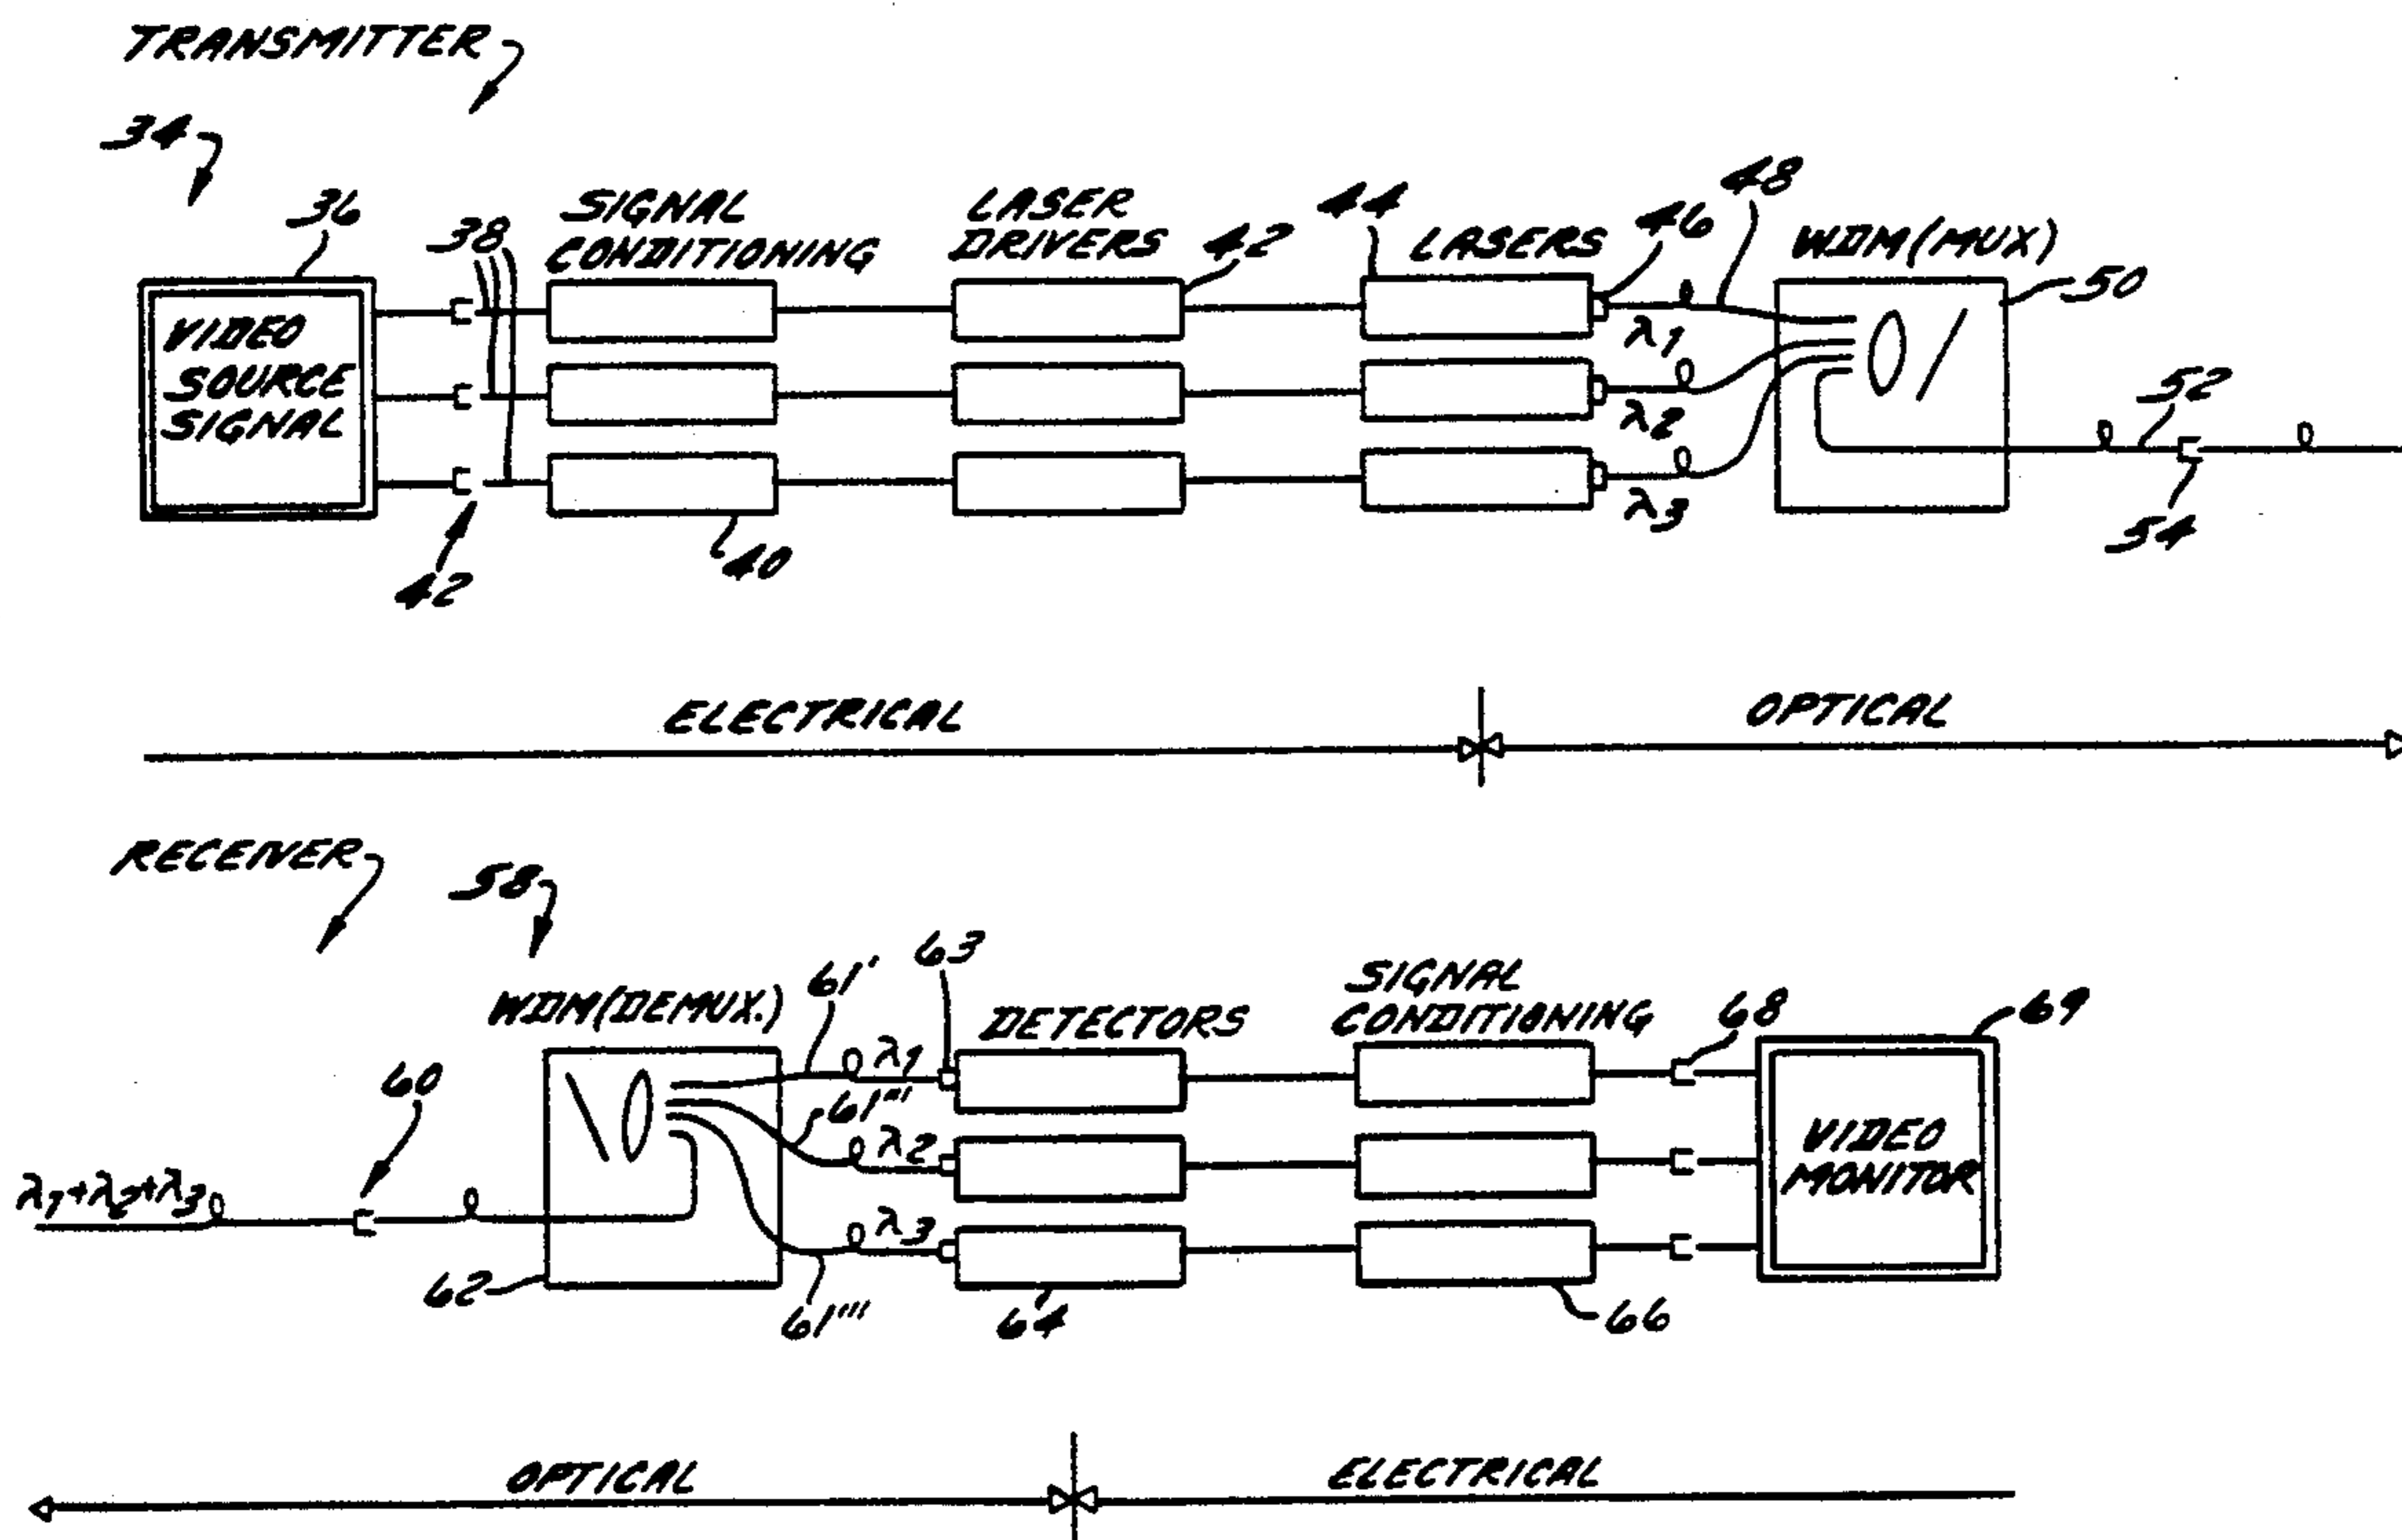 TRANSMITTER
34
36
38
SIGNAL
CONDITIONING
LASER
DRIVERS
42
44
LASERS
46
48
WDM(MUX)
50
VIDEO
SOURCE
SIGNAL
λ1
λ2
λ3
52
54
40
42
ELECTRICAL
OPTICAL
RECEIVER
58
60
WDM(DEMUX.)
61'
63
DETECTORS
SIGNAL
CONDITIONING
68
69
λ1
61'''
λ2
λ3
λ1+λ2+λ3
VIDEO
MONITOR
62
61'''
64
66
OPTICAL
ELECTRICAL